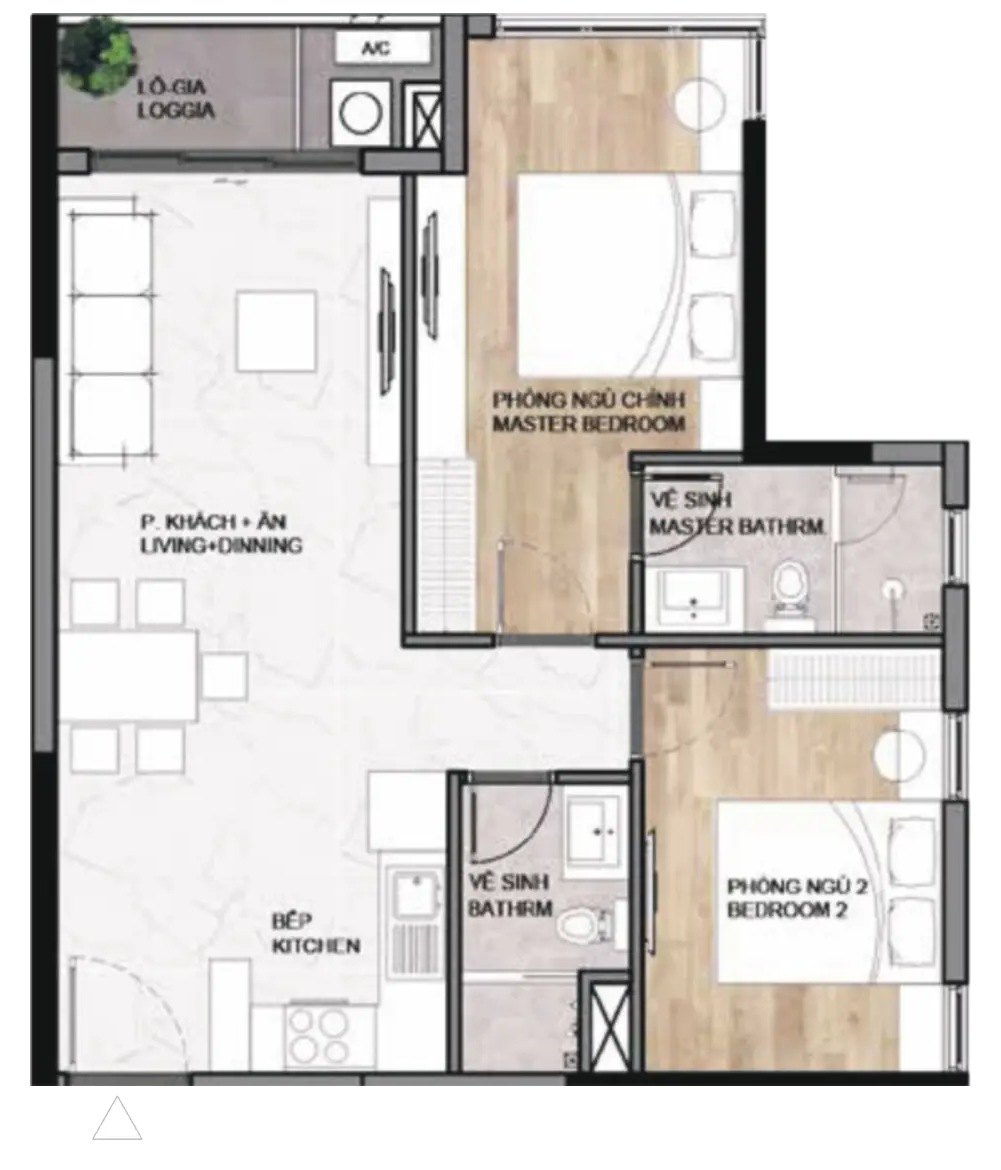 A/C
LÔ-GIA
LOGGIA
PHÒNG NGỦ CHÍNH
MASTER BEDROOM
VỆ SINH
MASTER BATHRM.
P. KHÁCH + ĂN
LIVING+DINNING
VỆ SINH
BATHRM
PHÒNG NGỦ 2
BEDROOM 2
BẾP
KITCHEN